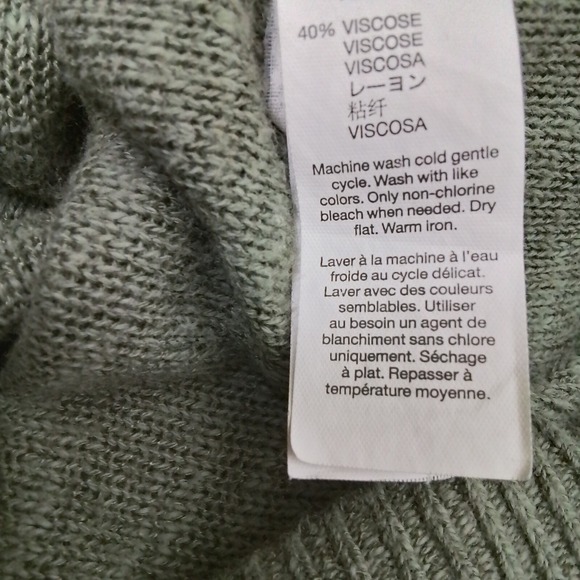 40% VISCOSE
VISCOSE
VISCOSA
レーヨン
粘纤
VISCOSA
Machine wash cold gentle
cycle. Wash with like
colors. Only non-chlorine
bleach when needed. Dry
flat. Warm iron.
Laver à la machine à l'eau
froide au cycle délicat.
Laver avec des couleurs
semblables. Utiliser
au besoin un agent de
blanchiment sans chlore
uniquement. Séchage
à plat. Repasser à
température moyenne.